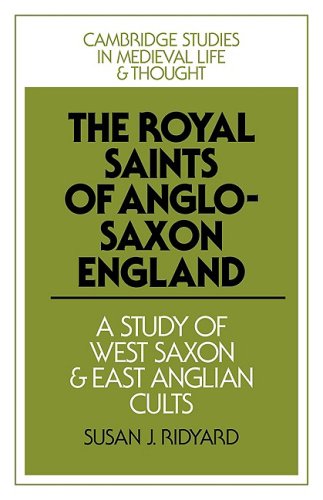 CAMBRIDGE STUDIES
IN MEDIEVAL LIFE
& THOUGHT
THE ROYAL
SAINTS
OF ANGLO-
SAXON
ENGLAND
A STUDY OF
WEST SAXON
& EAST ANGLIAN
CULTS
SUSAN J. RIDYARD